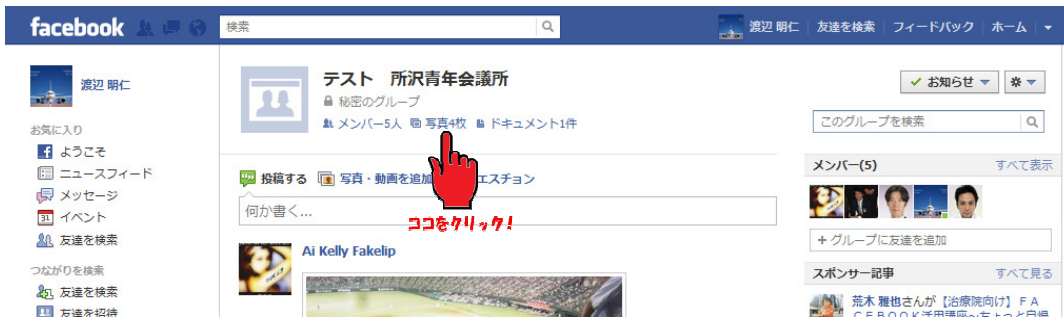 facebook
検索
渡辺 明仁
友達を検索
フィードバック
ホーム
渡辺 明仁
お気に入り
ようこそ
ニュースフィード
メッセージ
31
イベント
友達を検索
つながりを検索
友達を検索
友達を招待
テスト 所沢青年会議所
秘密のグループ
メンバー5人 写真4枚 ドキュメント1件
投稿する 写真・動画を追加 エスチョン
何か書く...
ココをクリック!
Ai Kelly Fakelip
お知らせ
このグループを検索
メンバー(5) すべて表示
+ グループに友達を追加
スポンサー記事 すべて見る
荒木 雅也さんが【治療院向け】FA
CEBOOK活用講座~ちょっと自慢